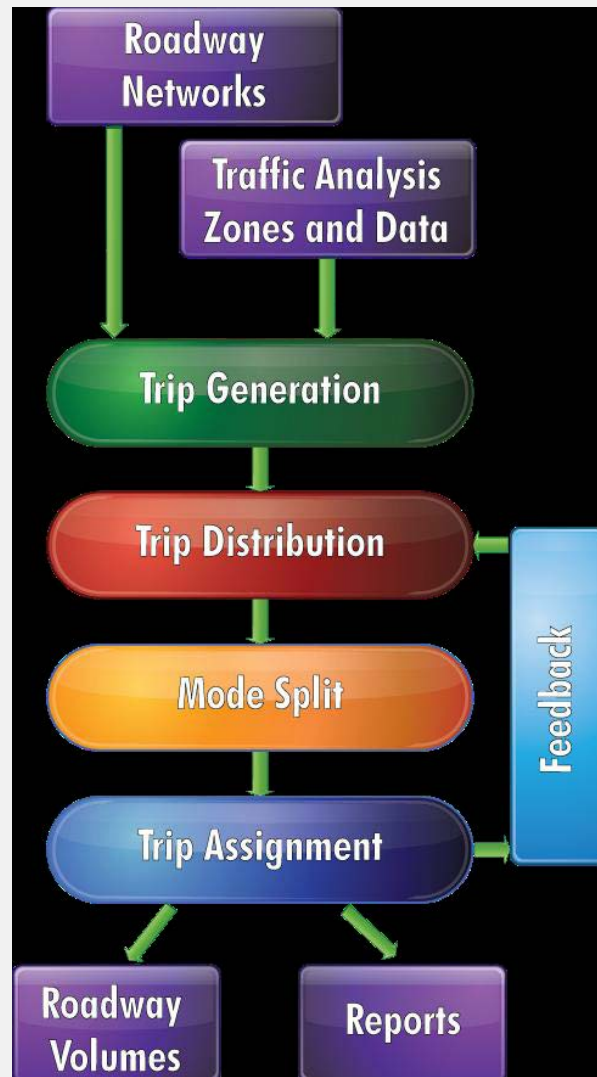 Roadway
Networks
Traffic Analysis
Zones and Data
Trip Generation
Trip Distribution
Mode Split
Feedback
Trip Assignment
Roadway
Volumes
Reports